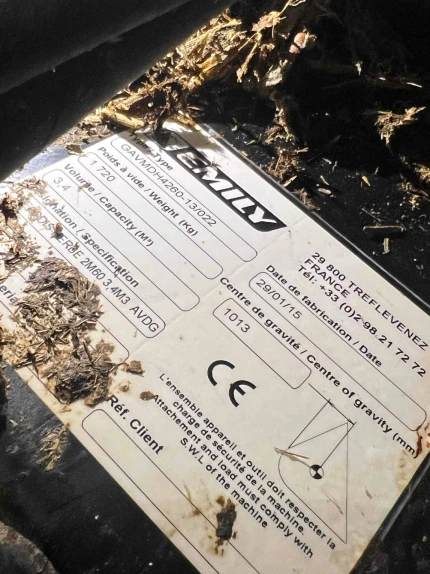 EMILY
29 800 TREFLEVENEZ
FRANCE
Tél: +33 (0)2 98 21 72 72
Type
GAVMDH4260-13/022
Poids à vide / Weight (kg)
1 720
Volume / Capacity (M³)
3.4
/ Specification
2M60 3.4M3 AVDG
Date de fabrication / Date
29/01/15
Centre de gravité / Centre of gravity (mm)
1013
CE
Réf. Client
L'ensemble appareil et outil doit respecter la
charge de sécurité de la machine.
Attachement and load must comply with
S.W.L of the machine